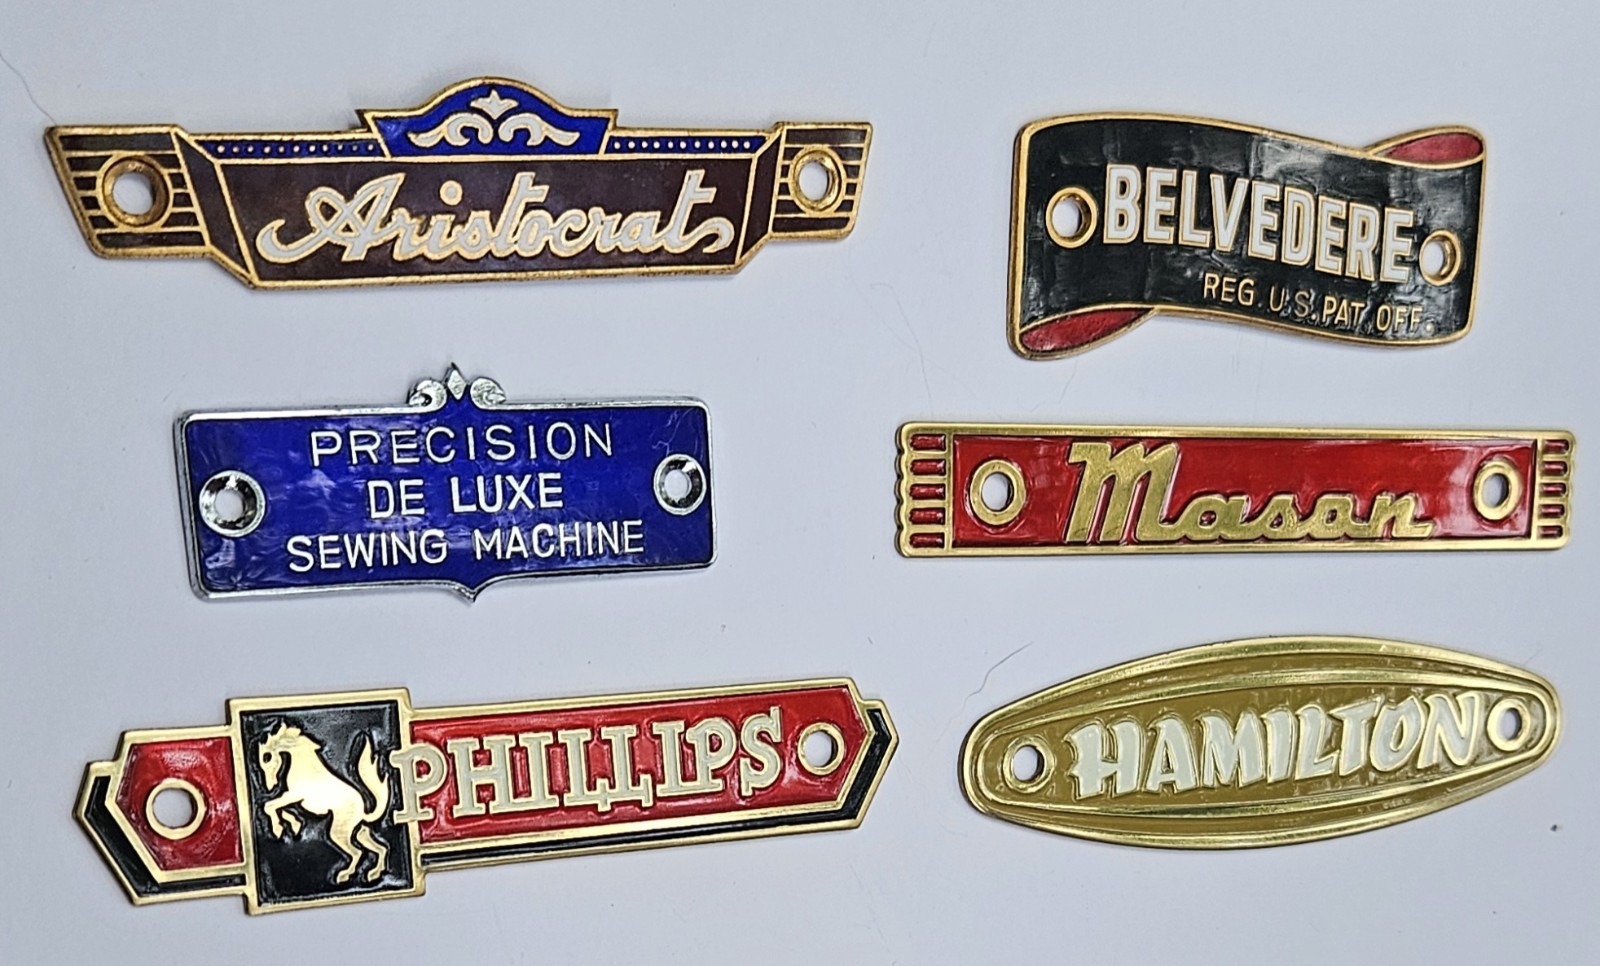 Aristocrat
BELVEDERE
REG. U.S. PAT. OFF.
PRECISION
DE LUXE
SEWING MACHINE
Mason
PHILLIPS
HAMILTON